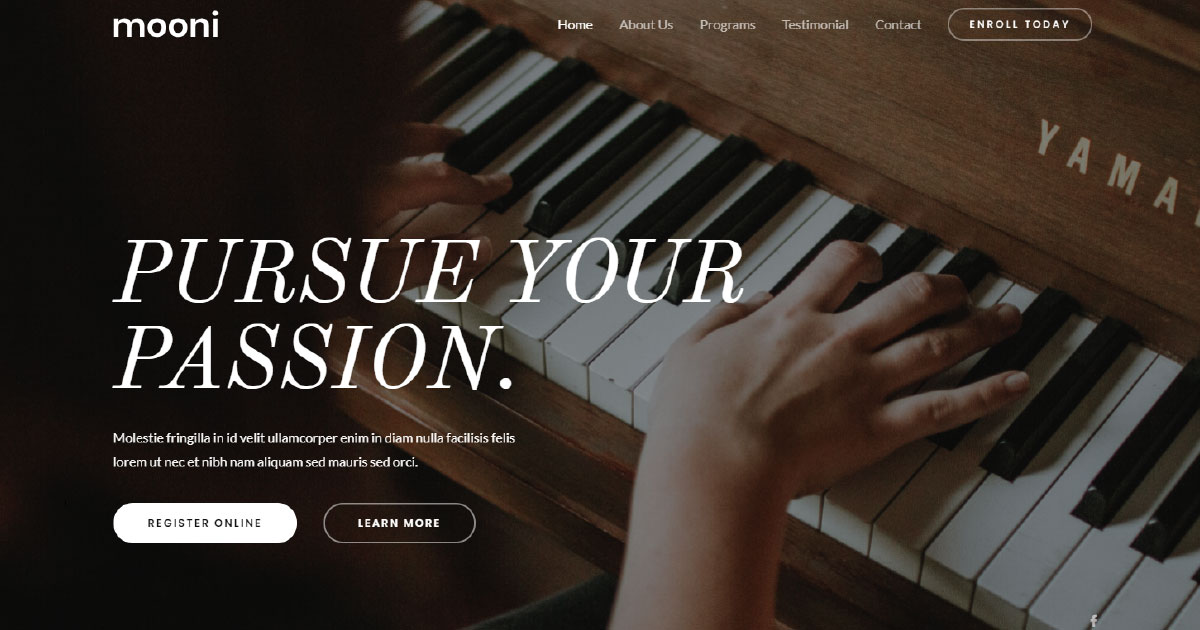 mooni
Home About Us Programs Testimonial Contact ENROLL TODAY
YAMA
PURSUE YOUR
PASSION.
Molestie fringilla in id velit ullamcorper enim in diam nulla facilisis felis
lorem ut nec et nibh nam aliquam sed mauris sed orci.
REGISTER ONLINE LEARN MORE